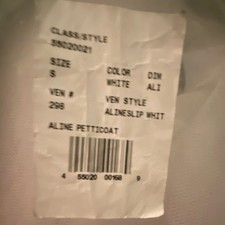 CLASS/STYLE
55020021
SIZE COLOR DIM
S WHITE ALI
VEN # VEN STYLE
298 ALINESLIP WHIT
ALINE PETTICOAT
4 55020 00168 9